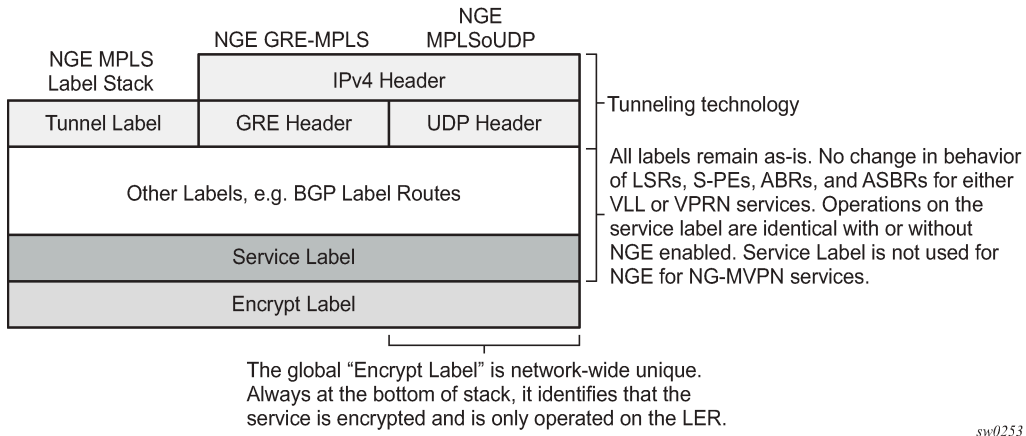 NGE MPLS
Label Stack
NGE GRE-MPLS
NGE
MPLSoUDP
IPv4 Header
Tunnel Label
GRE Header
UDP Header
Tunneling technology
Other Labels, e.g. BGP Label Routes
Service Label
Encrypt Label
All labels remain as-is. No change in behavior
of LSRs, S-PEs, ABRs, and ASBRs for either
VLL or VPRN services. Operations on the
service label are identical with or without
NGE enabled. Service Label is not used for
NGE for NG-MVPN services.
The global “Encrypt Label” is network-wide unique.
Always at the bottom of stack, it identifies that the
service is encrypted and is only operated on the LER.
sw0253